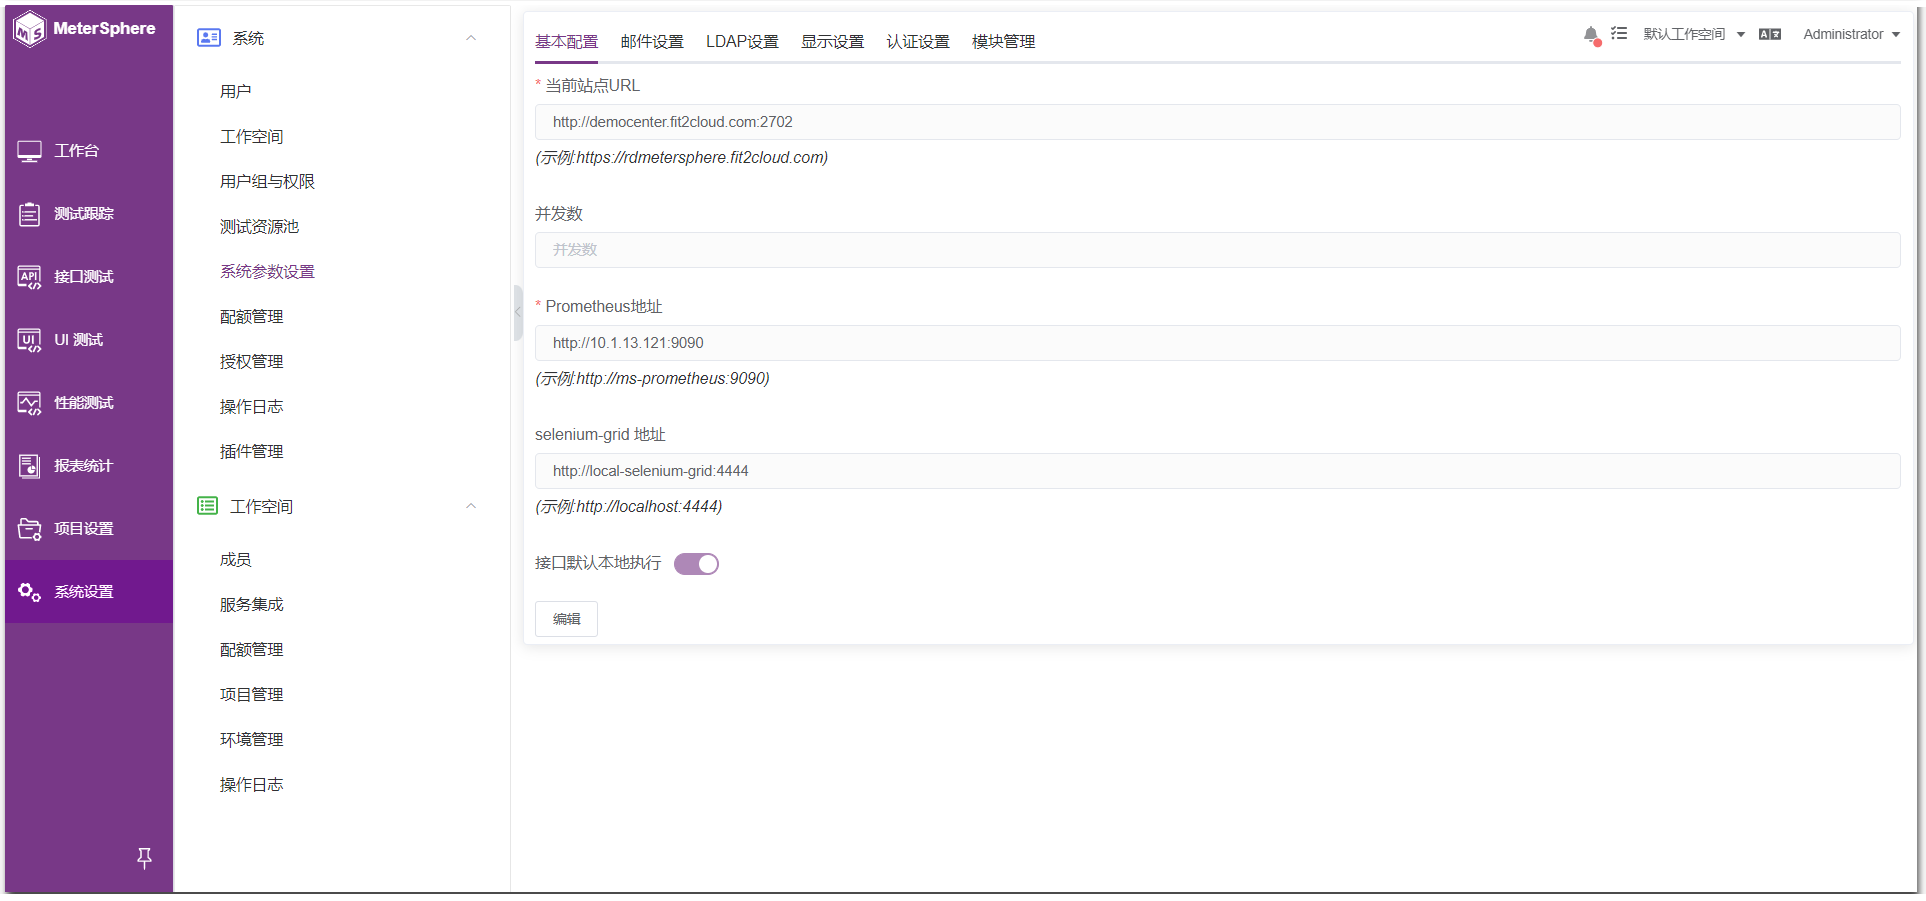 MeterSphere
工作台
测试跟踪
接口测试
UI 测试
性能测试
报表统计
项目设置
系统设置
系统
用户
工作空间
用户组与权限
测试资源池
系统参数设置
配额管理
授权管理
操作日志
插件管理
工作空间
成员
服务集成
配额管理
项目管理
环境管理
操作日志
基本配置 邮件设置 LDAP设置 显示设置 认证设置 模块管理
默认工作空间 Administrator
* 当前站点URL
http://democenter.fit2cloud.com:2702
(示例:https://rdmetersphere.fit2cloud.com)
并发数
并发数
* Prometheus地址
http://10.1.13.121:9090
(示例:http://ms-prometheus:9090)
selenium-grid 地址
http://local-selenium-grid:4444
(示例:http://localhost:4444)
接口默认本地执行
编辑